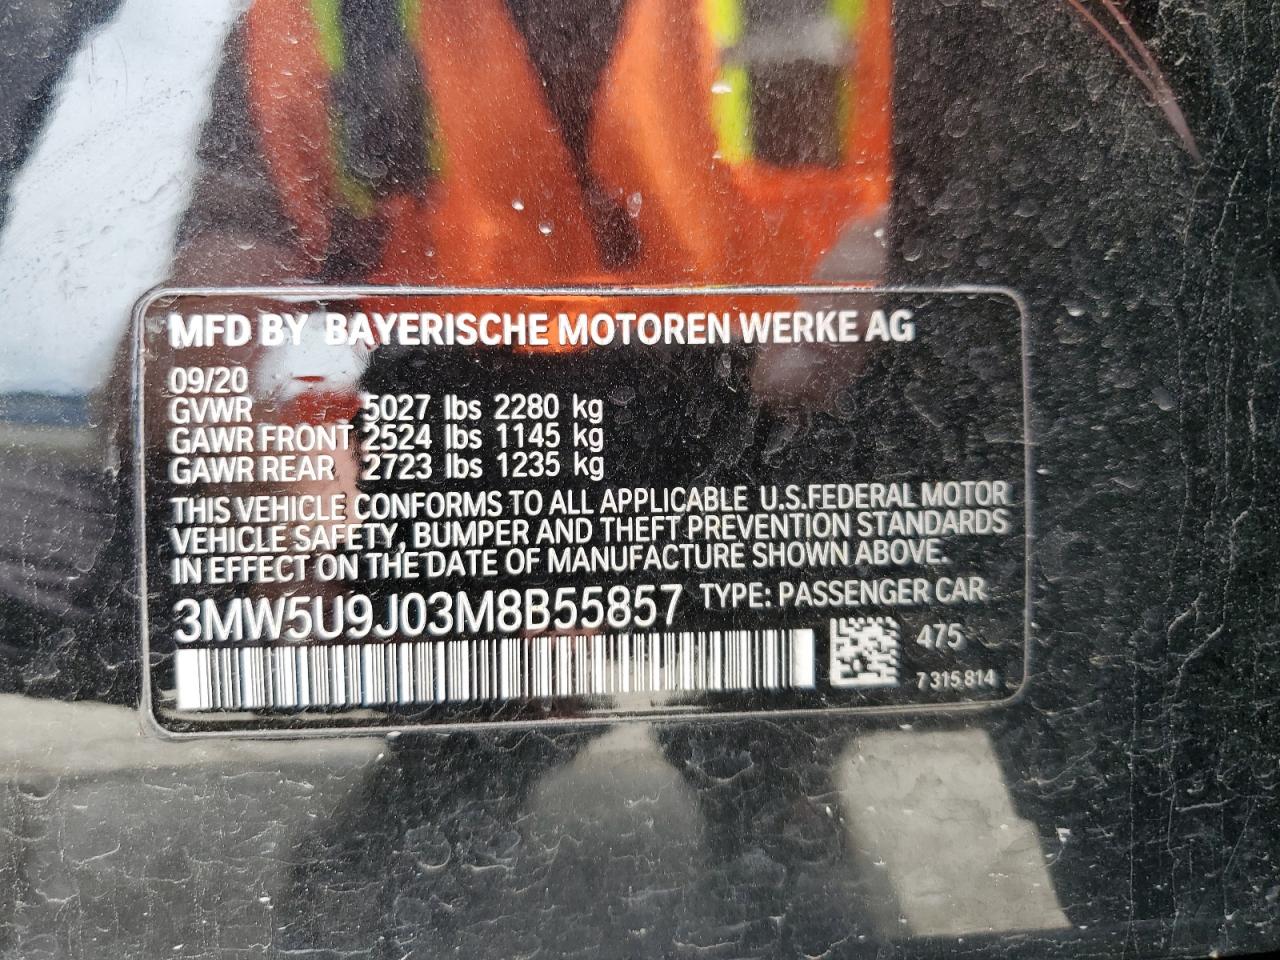 MFD BY BAYERISCHE MOTOREN WERKE AG
09/20
GVWR 5027 lbs 2280 kg
GAWR FRONT 2524 lbs 1145 kg
GAWR REAR 2723 lbs 1235 kg
THIS VEHICLE CONFORMS TO ALL APPLICABLE U.S.FEDERAL MOTOR
VEHICLE SAFETY, BUMPER AND THEFT PREVENTION STANDARDS
IN EFFECT ON THE DATE OF MANUFACTURE SHOWN ABOVE.
3MW5U9J03M8B55857 TYPE: PASSENGER CAR
475
7 315 814